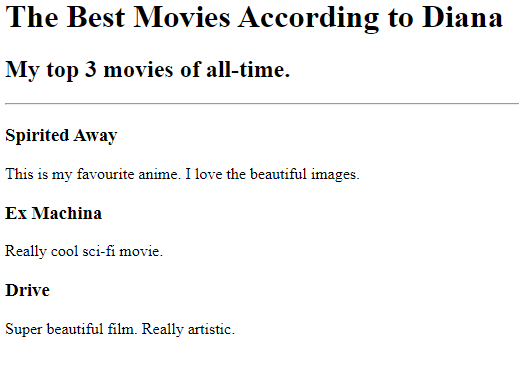 The Best Movies According to Diana
My top 3 movies of all-time.
Spirited Away
This is my favourite anime. I love the beautiful images.
Ex Machina
Really cool sci-fi movie.
Drive
Super beautiful film. Really artistic.